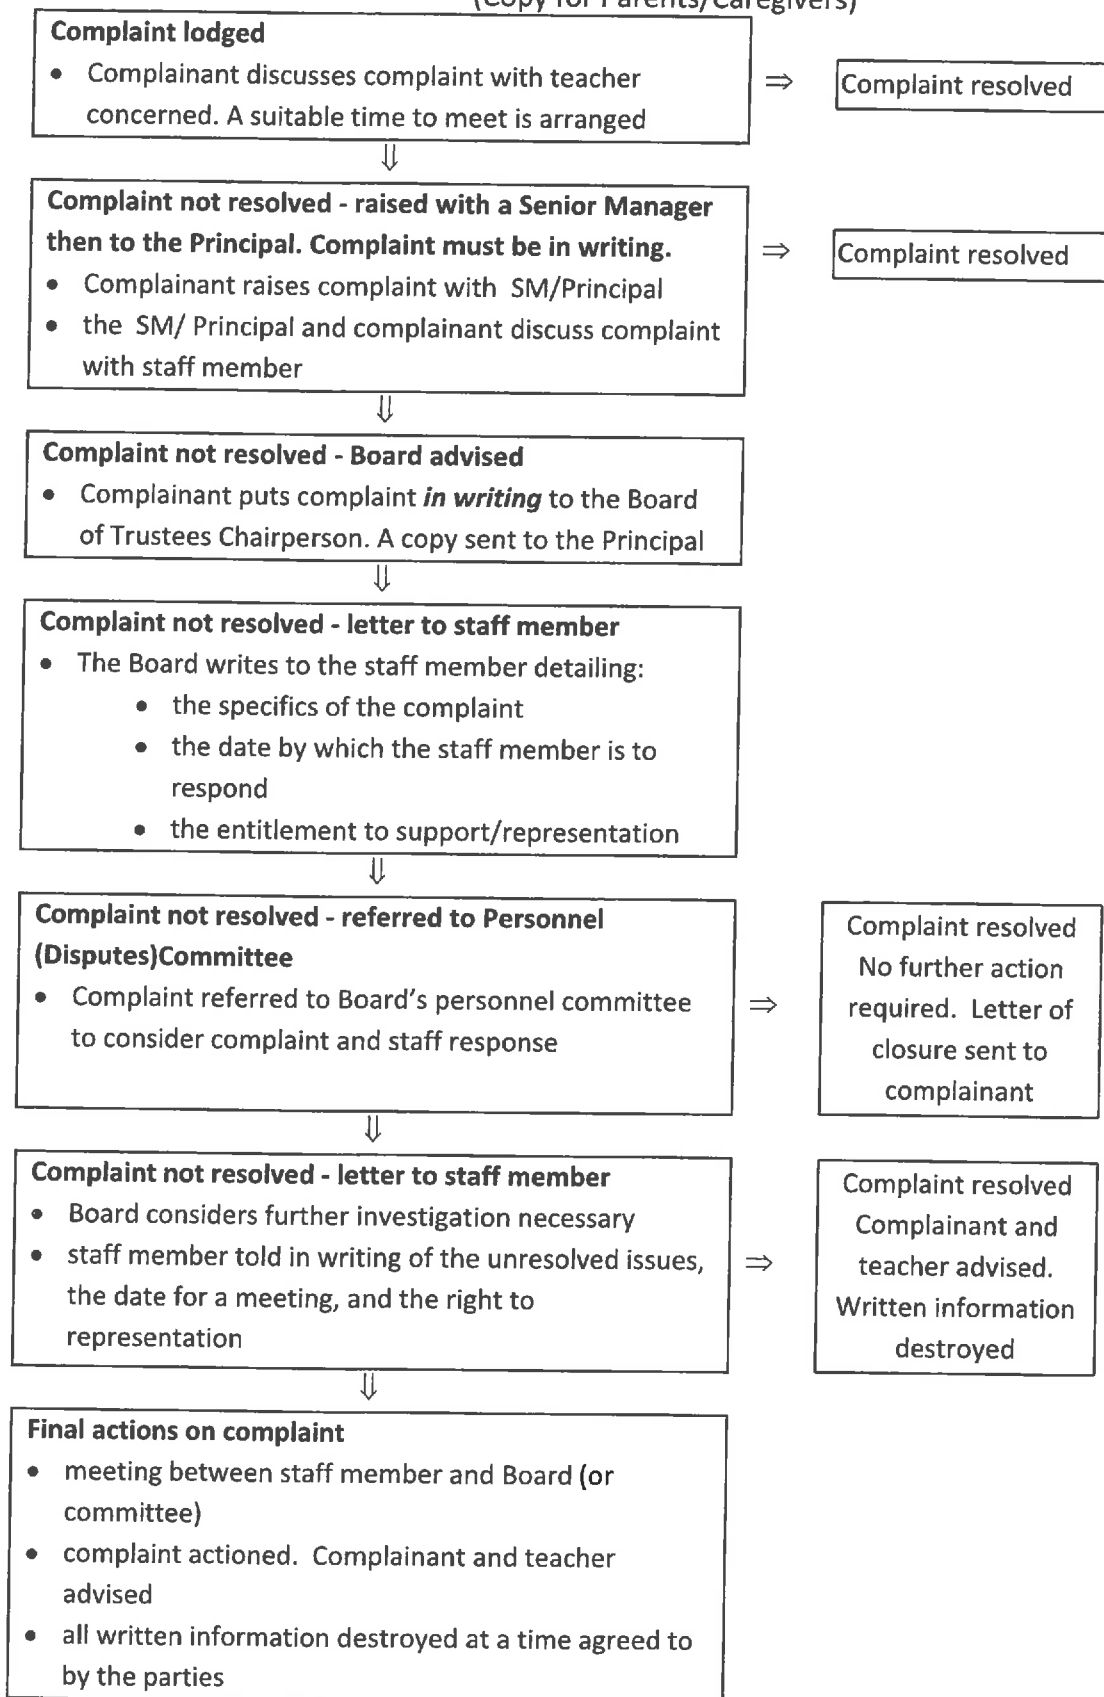 (Copy for Parents/Caregivers)
Complaint lodged
• Complainant discusses complaint with teacher
concerned. A suitable time to meet is arranged
⇒
Complaint resolved
⇓
Complaint not resolved - raised with a Senior Manager
then to the Principal. Complaint must be in writing.
• Complainant raises complaint with SM/Principal
• the SM/ Principal and complainant discuss complaint
with staff member
⇒
Complaint resolved
⇓
Complaint not resolved - Board advised
• Complainant puts complaint in writing to the Board
of Trustees Chairperson. A copy sent to the Principal
⇓
Complaint not resolved - letter to staff member
• The Board writes to the staff member detailing:
• the specifics of the complaint
• the date by which the staff member is to
respond
• the entitlement to support/representation
⇓
Complaint not resolved - referred to Personnel
(Disputes)Committee
• Complaint referred to Board's personnel committee
to consider complaint and staff response
⇒
Complaint resolved
No further action
required. Letter of
closure sent to
complainant
⇓
Complaint not resolved - letter to staff member
• Board considers further investigation necessary
• staff member told in writing of the unresolved issues,
the date for a meeting, and the right to
representation
⇒
Complaint resolved
Complainant and
teacher advised.
Written information
destroyed
⇓
Final actions on complaint
• meeting between staff member and Board (or
committee)
• complaint actioned. Complainant and teacher
advised
• all written information destroyed at a time agreed to
by the parties